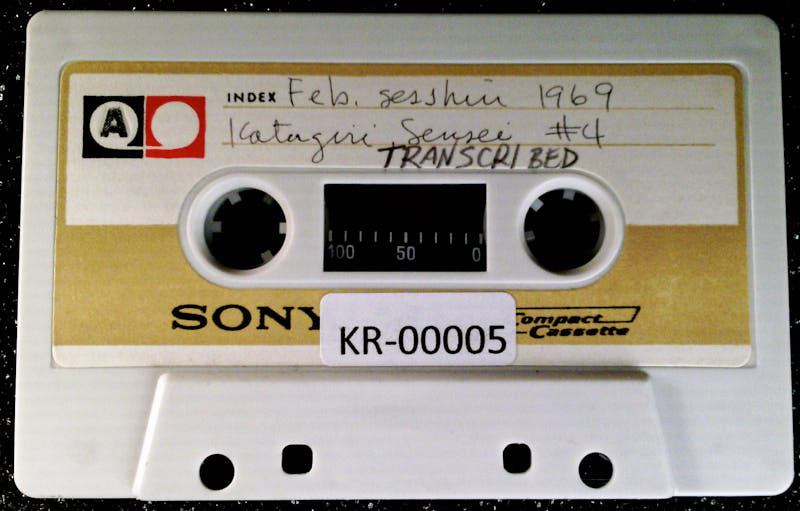 A
INDEX Feb. sesshin 1969
Katagiri Sensei #4
TRANSCRIBED
100 50 0
SONY
Compact
Cassette
KR-00005